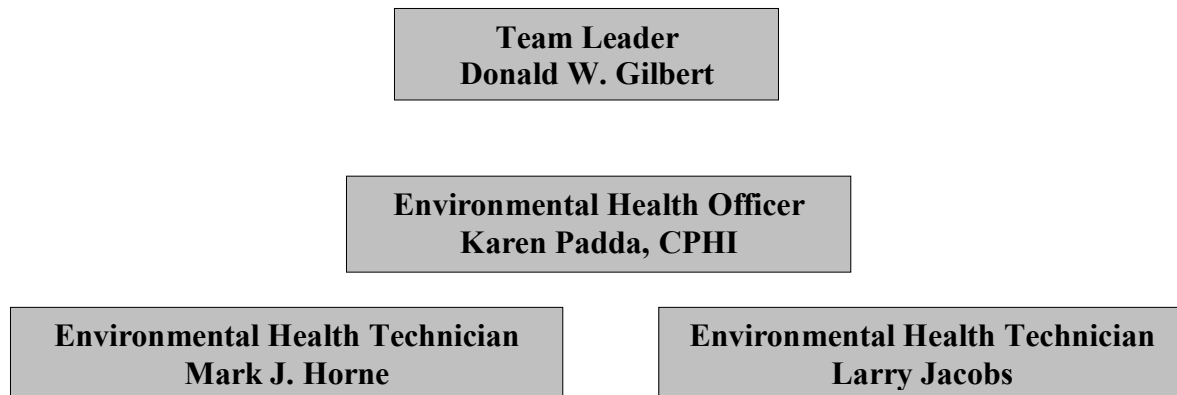 Team Leader
Donald W. Gilbert
Environmental Health Officer
Karen Padda, CPHI
Environmental Health Technician
Mark J. Horne
Environmental Health Technician
Larry Jacobs